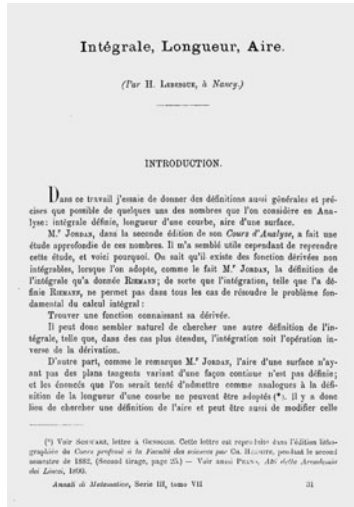 Intégrale, Longueur, Aire.
(Par H. LEBESGUE, à Nancy.)
INTRODUCTION.
Dans ce travail j'essaie de donner des définitions aussi générales et pré-
cises que possible de quelques uns des nombres que l'on considère en Ana-
lyse: intégrale définie, longueur d'une courbe, aire d'une surface.
M.r JORDAN, dans la seconde édition de son Cours d'Analyse, a fait une
étude approfondie de ces nombres. Il m'a semblé utile cependant de reprendre
cette étude, et voici pourquoi. On sait qu'il existe des fonction dérivées non
intégrables, lorsque l'on adopte, comme le fait M.r JORDAN, la définition de
l'intégrale qu'a donnée RIEMANN; de sorte que l'intégration, telle que l'a dé-
finie RIEMANN, ne permet pas dans tous les cas de résoudre le problème fon-
damental du calcul intégral:
Trouver une fonction connaissant sa dérivée.
Il peut donc sembler naturel de chercher une autre définition de l'in-
tégrale, telle que, dans des cas plus étendus, l'intégration soit l'opération in-
verse de la dérivation.
D'autre part, comme le remarque M.r JORDAN, l'aire d'une surface n'ay-
ant pas des plans tangents variant d'une façon continue n'est pas définie;
et les énoncés que l'on serait tenté d'admettre comme analogues à la défi-
nition de la longueur d'une courbe ne peuvent être adoptés (*). Il y a donc
lieu de chercher une définition de l'aire et peut être aussi de modifier celle
(*) Voir SCHWARZ, lettre à GENOCCHI. Cette lettre est reproduite dans l'édition litho-
graphiée du Cours professé à la Faculté des sciences par CH. HERMITE, pendant le second
semestre de 1882, (Second tirage, page 25.) — Voir aussi PEANO, Atti della Accademia
dei Lincei, 1890.
Annali di Matematica, Serie III, tomo VII 31